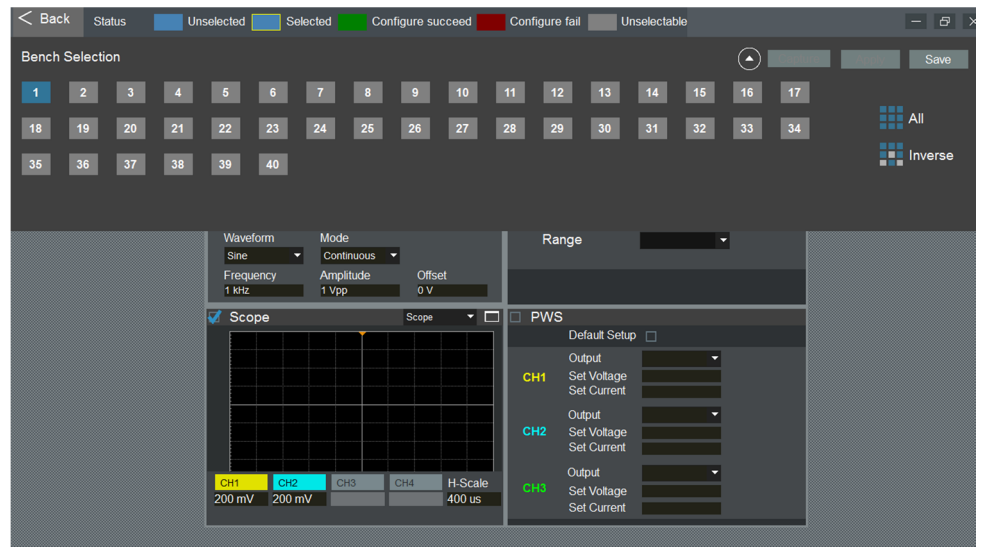 < Back Status Unselected Selected Configure succeed Configure fail Unselectable
Bench Selection Save
1 2 3 4 5 6 7 8 9 10 11 12 13 14 15 16 17
All
18 19 20 21 22 23 24 25 26 27 28 29 30 31 32 33 34
Inverse
35 36 37 38 39 40
Waveform Mode Range
Sine Continuous
Frequency Amplitude Offset
1 kHz 1 Vpp 0 V
Scope Scope PWS
Default Setup
Output
CH1 Set Voltage
Set Current
Output
CH2 Set Voltage
Set Current
Output
CH1 CH2 CH3 CH4 H-Scale
CH3 Set Voltage
200 mV 200 mV 400 us
Set Current